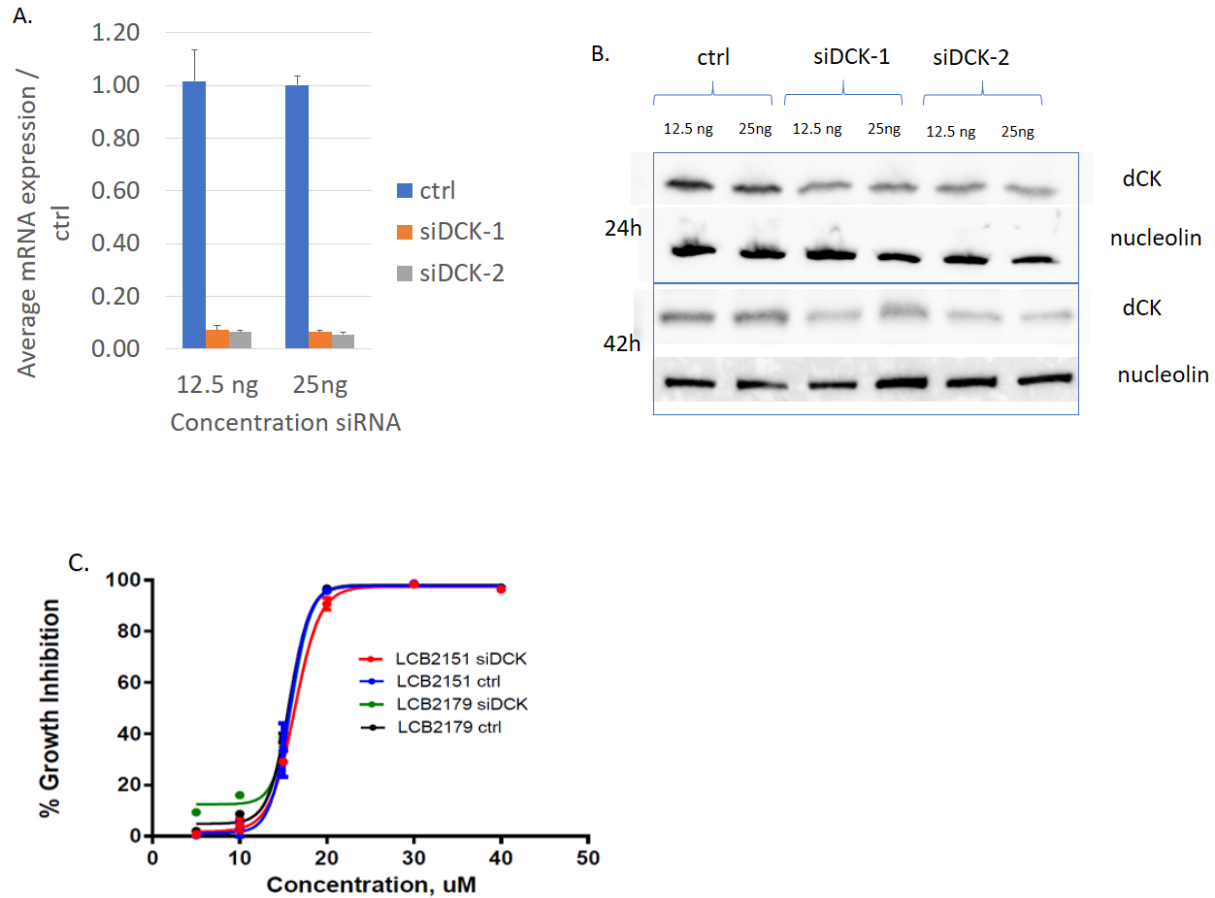 A.
1.20
1.00
0.80
0.60
0.40
0.20
0.00
Average mRNA expression /
ctrl
12.5 ng 25ng
Concentration siRNA
ctrl
siDCK-1
siDCK-2
B.
ctrl siDCK-1 siDCK-2
12.5 ng 25ng 12.5 ng 25ng 12.5 ng 25ng
dCK
24h
nucleolin
dCK
42h
nucleolin
C.
100
80
60
40
20
0
% Growth Inhibition
LCB2151 siDCK
LCB2151 ctrl
LCB2179 siDCK
LCB2179 ctrl
0 10 20 30 40 50
Concentration, uM